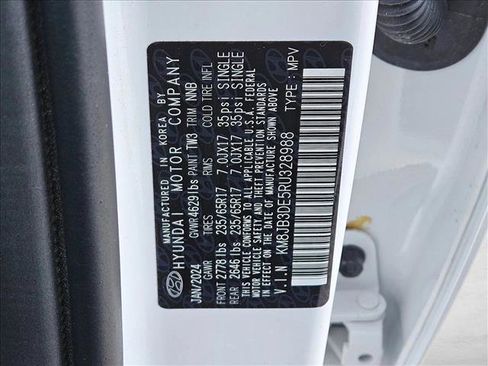 MANUFACTURED IN KOREA BY
HYUNDAI MOTOR COMPANY
JAN/2024 GVWR 4629 lbs PAINT TW3 TRIM NNB
GAWR RIMS COLD TIRE INFL
FRONT 2778 lbs 235/65R17 7.0JX17 35psi SINGLE
REAR 2646 lbs 235/65R17 7.0JX17 35psi SINGLE
THIS VEHICLE CONFORMS TO ALL APPLICABLE U.S.A. FEDERAL
MOTOR VEHICLE SAFETY, BUMPER AND THEFT PREVENTION STANDARDS
IN EFFECT ON THE DATE OF MANUFACTURE SHOWN ABOVE
V.I.N KM8JB3DE5RU328988 TYPE: MPV